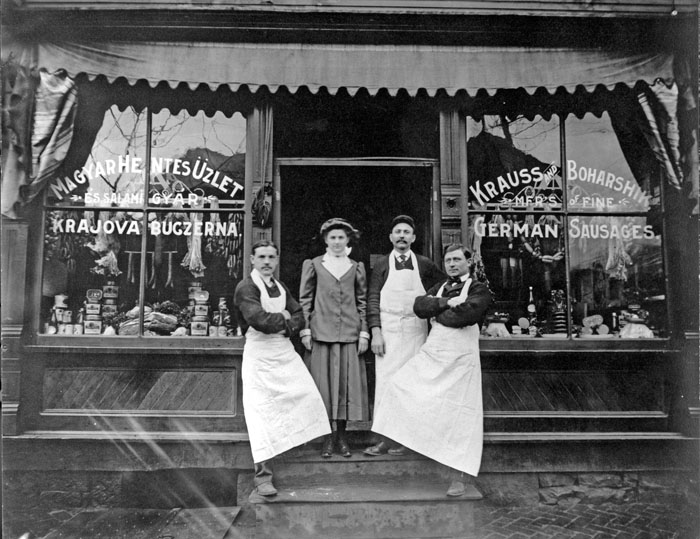 MAGYAR HENTES ÜZLET
ÉS SALAMI GYÁR
KRAJOVA BUGZERNA.
KRAUSS AND BOHARSHIK
MFR'S OF FINE
GERMAN SAUSAGES.